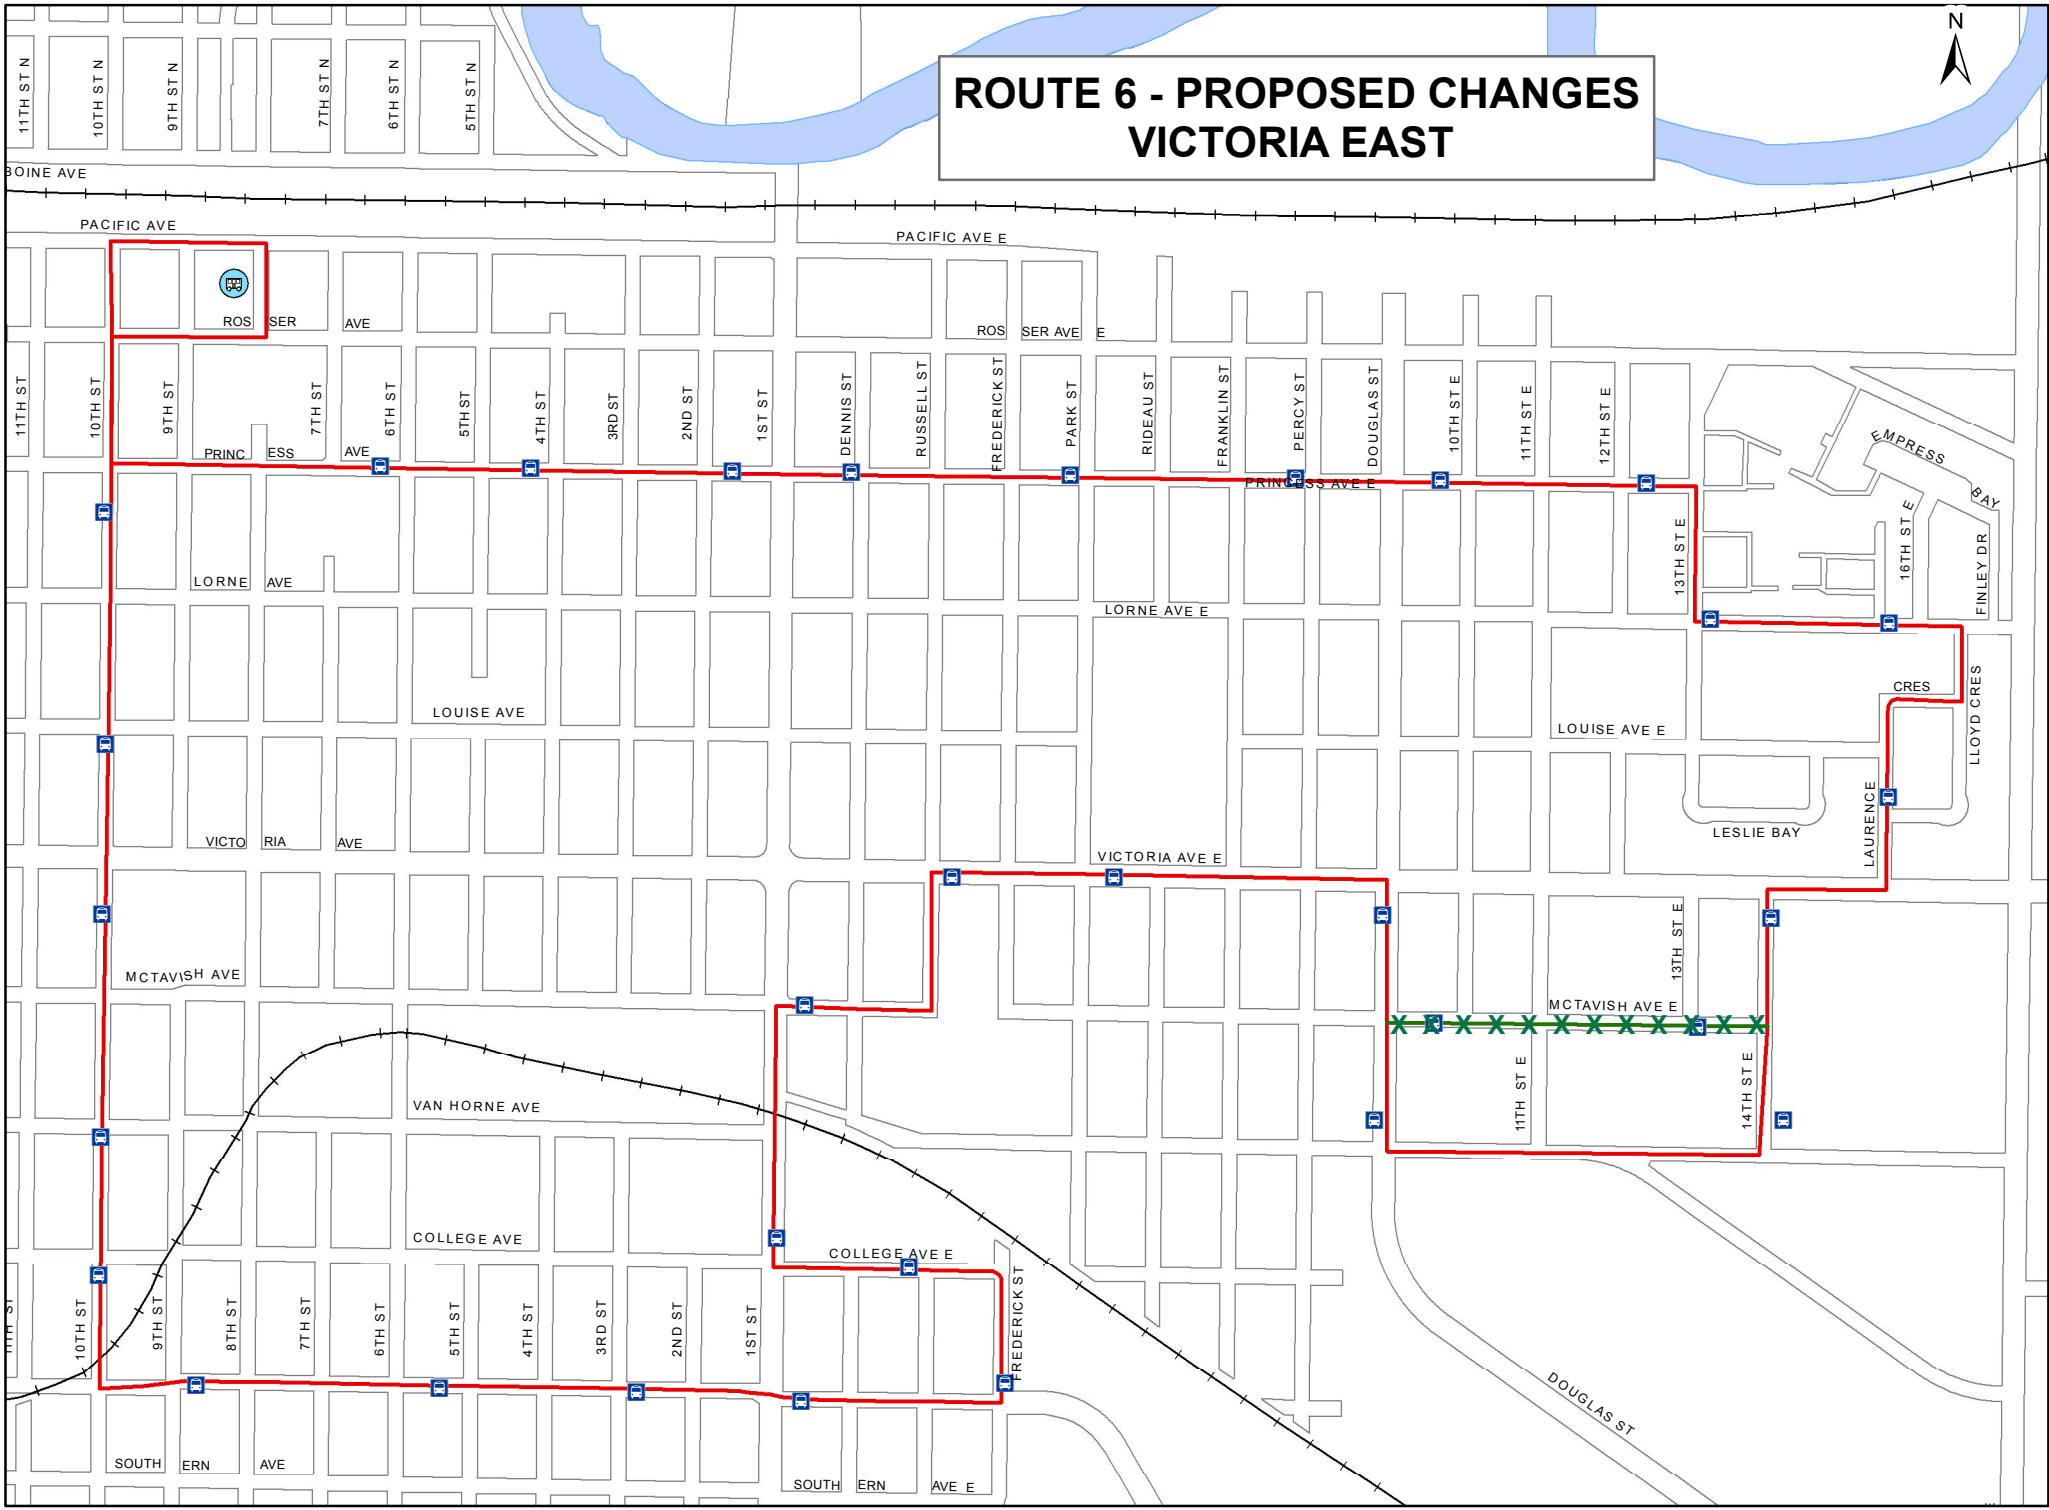 N
ROUTE 6 - PROPOSED CHANGES
VICTORIA EAST
11TH ST N
10TH ST N
9TH ST N
7TH ST N
6TH ST N
5TH ST N
BOINE AVE
PACIFIC AVE
PACIFIC AVE E
ROS SER AVE
ROS SER AVE E
11TH ST
10TH ST
9TH ST
7TH ST
6TH ST
5TH ST
4TH ST
3RD ST
2ND ST
1ST ST
DENNIS ST
RUSSELL ST
FREDERICK ST
PARK ST
RIDEAU ST
FRANKLIN ST
PERCY ST
DOUGLAS ST
10TH ST E
11TH ST E
12TH ST E
EMPRESS
BAY
PRINC ESS AVE
PRINCESS AVE E
13TH ST E
16TH ST E
FINLEY DR
LORNE AVE
LORNE AVE E
CRES
LLOYD CRES
LOUISE AVE
LOUISE AVE E
LAURENCE
LESLIE BAY
VICTO RIA AVE
VICTORIA AVE E
13TH ST E
MCTAVISH AVE
MCTAVISH AVE E
11TH ST E
14TH ST E
VAN HORNE AVE
COLLEGE AVE
COLLEGE AVE E
10TH ST
9TH ST
8TH ST
7TH ST
6TH ST
5TH ST
4TH ST
3RD ST
2ND ST
1ST ST
FREDERICK ST
DOUGLAS ST
SOUTH ERN AVE
SOUTH ERN AVE E